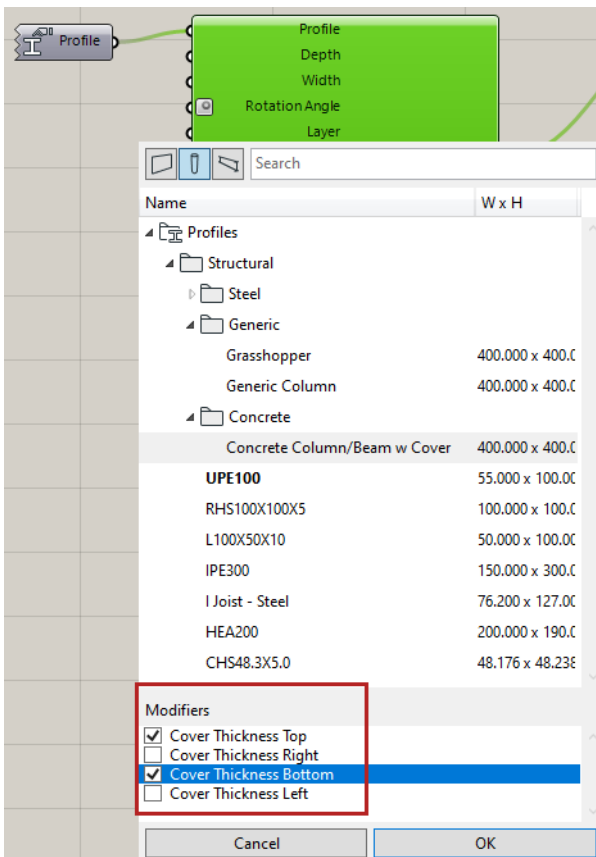 Profile
Profile
Depth
Width
Rotation Angle
Layer
Search
Name W x H
Profiles
Structural
Steel
Generic
Grasshopper 400.000 x 400.0
Generic Column 400.000 x 400.0
Concrete
Concrete Column/Beam w Cover 400.000 x 400.0
UPE100 55.000 x 100.00
RHS100X100X5 100.000 x 100.0
L100X50X10 50.000 x 100.00
IPE300 150.000 x 300.0
I Joist - Steel 76.200 x 127.00
HEA200 200.000 x 190.0
CHS48.3X5.0 48.176 x 48.238
Modifiers
Cover Thickness Top
Cover Thickness Right
Cover Thickness Bottom
Cover Thickness Left
Cancel OK